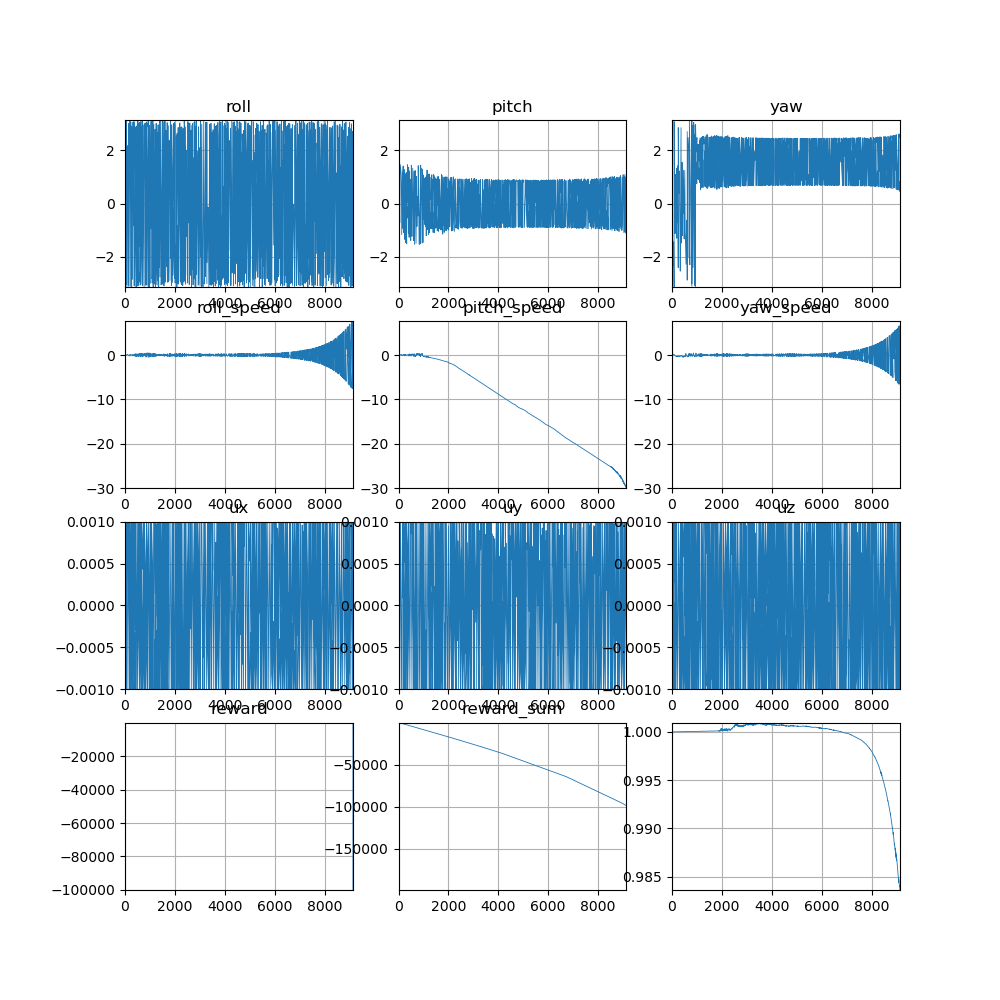 roll pitch yaw
2 2 2
0 0 0
−2 −2 −2
0 2000 4000 6000 8000 0 2000 4000 6000 8000 0 2000 4000 6000 8000
roll_speed pitch_speed yaw_speed
0 0 0
−10 −10 −10
−20 −20 −20
−30 −30 −30
0 2000 4000 6000 8000 0 2000 4000 6000 8000 0 2000 4000 6000 8000
ux uy uz
0.0010 0.0010 0.0010
0.0005 0.0005 0.0005
0.0000 0.0000 0.0000
−0.0005 −0.0005 −0.0005
−0.0010 −0.0010 −0.0010
0 2000 4000 6000 8000 0 2000 4000 6000 8000 0 2000 4000 6000 8000
reward reward_sum
−20000 −50000 1.000
−40000 −100000 0.995
−60000 −150000 0.990
−80000 0.985
−100000
0 2000 4000 6000 8000 0 2000 4000 6000 8000 0 2000 4000 6000 8000